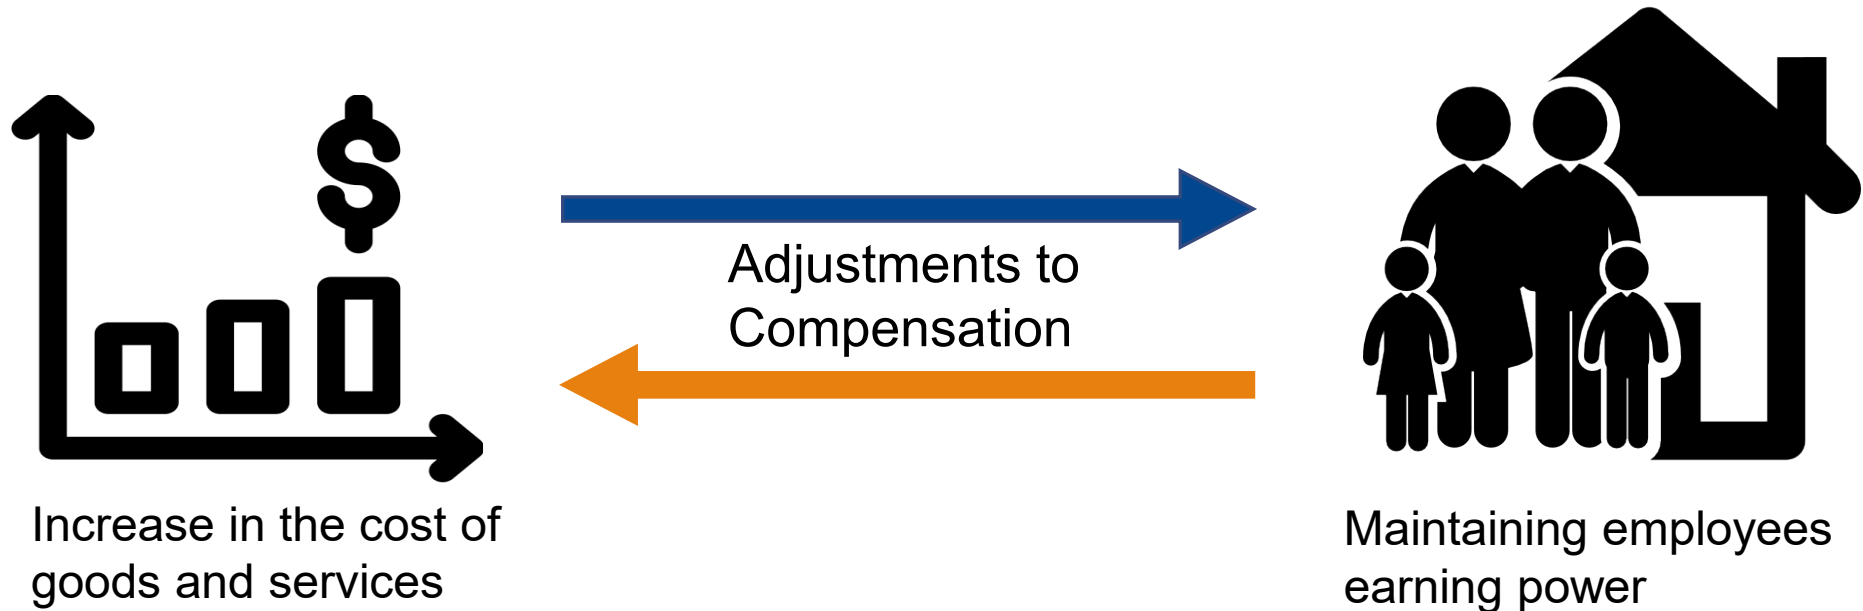 $
Adjustments to
Compensation
Increase in the cost of
goods and services
Maintaining employees
earning power